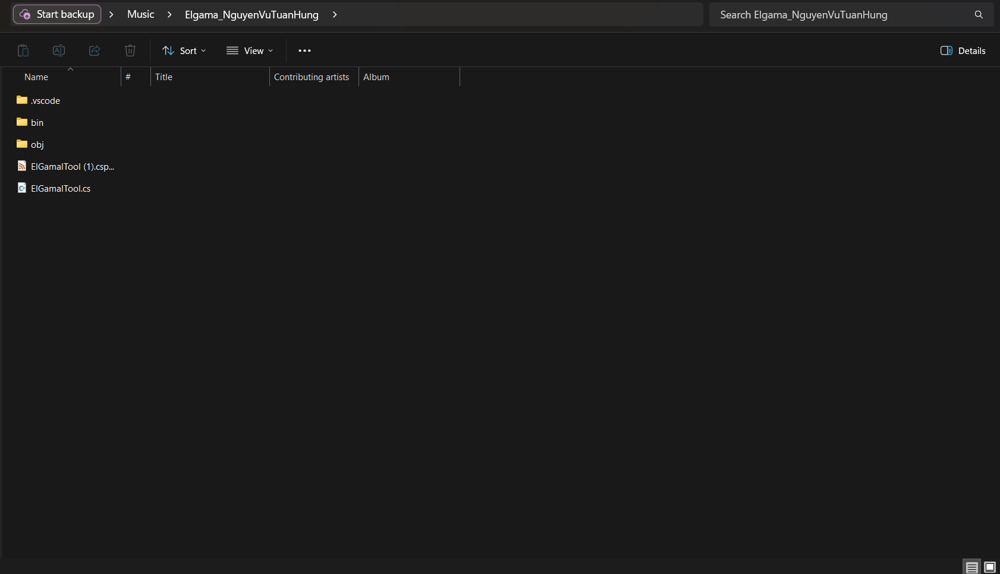 Start backup > Music > Elgama_NguyenVuTuanHung >
Search Elgama_NguyenVuTuanHung
Sort View ••• Details
Name # Title Contributing artists Album
.vscode
bin
obj
ElGamalTool (1).csp...
ElGamalTool.cs